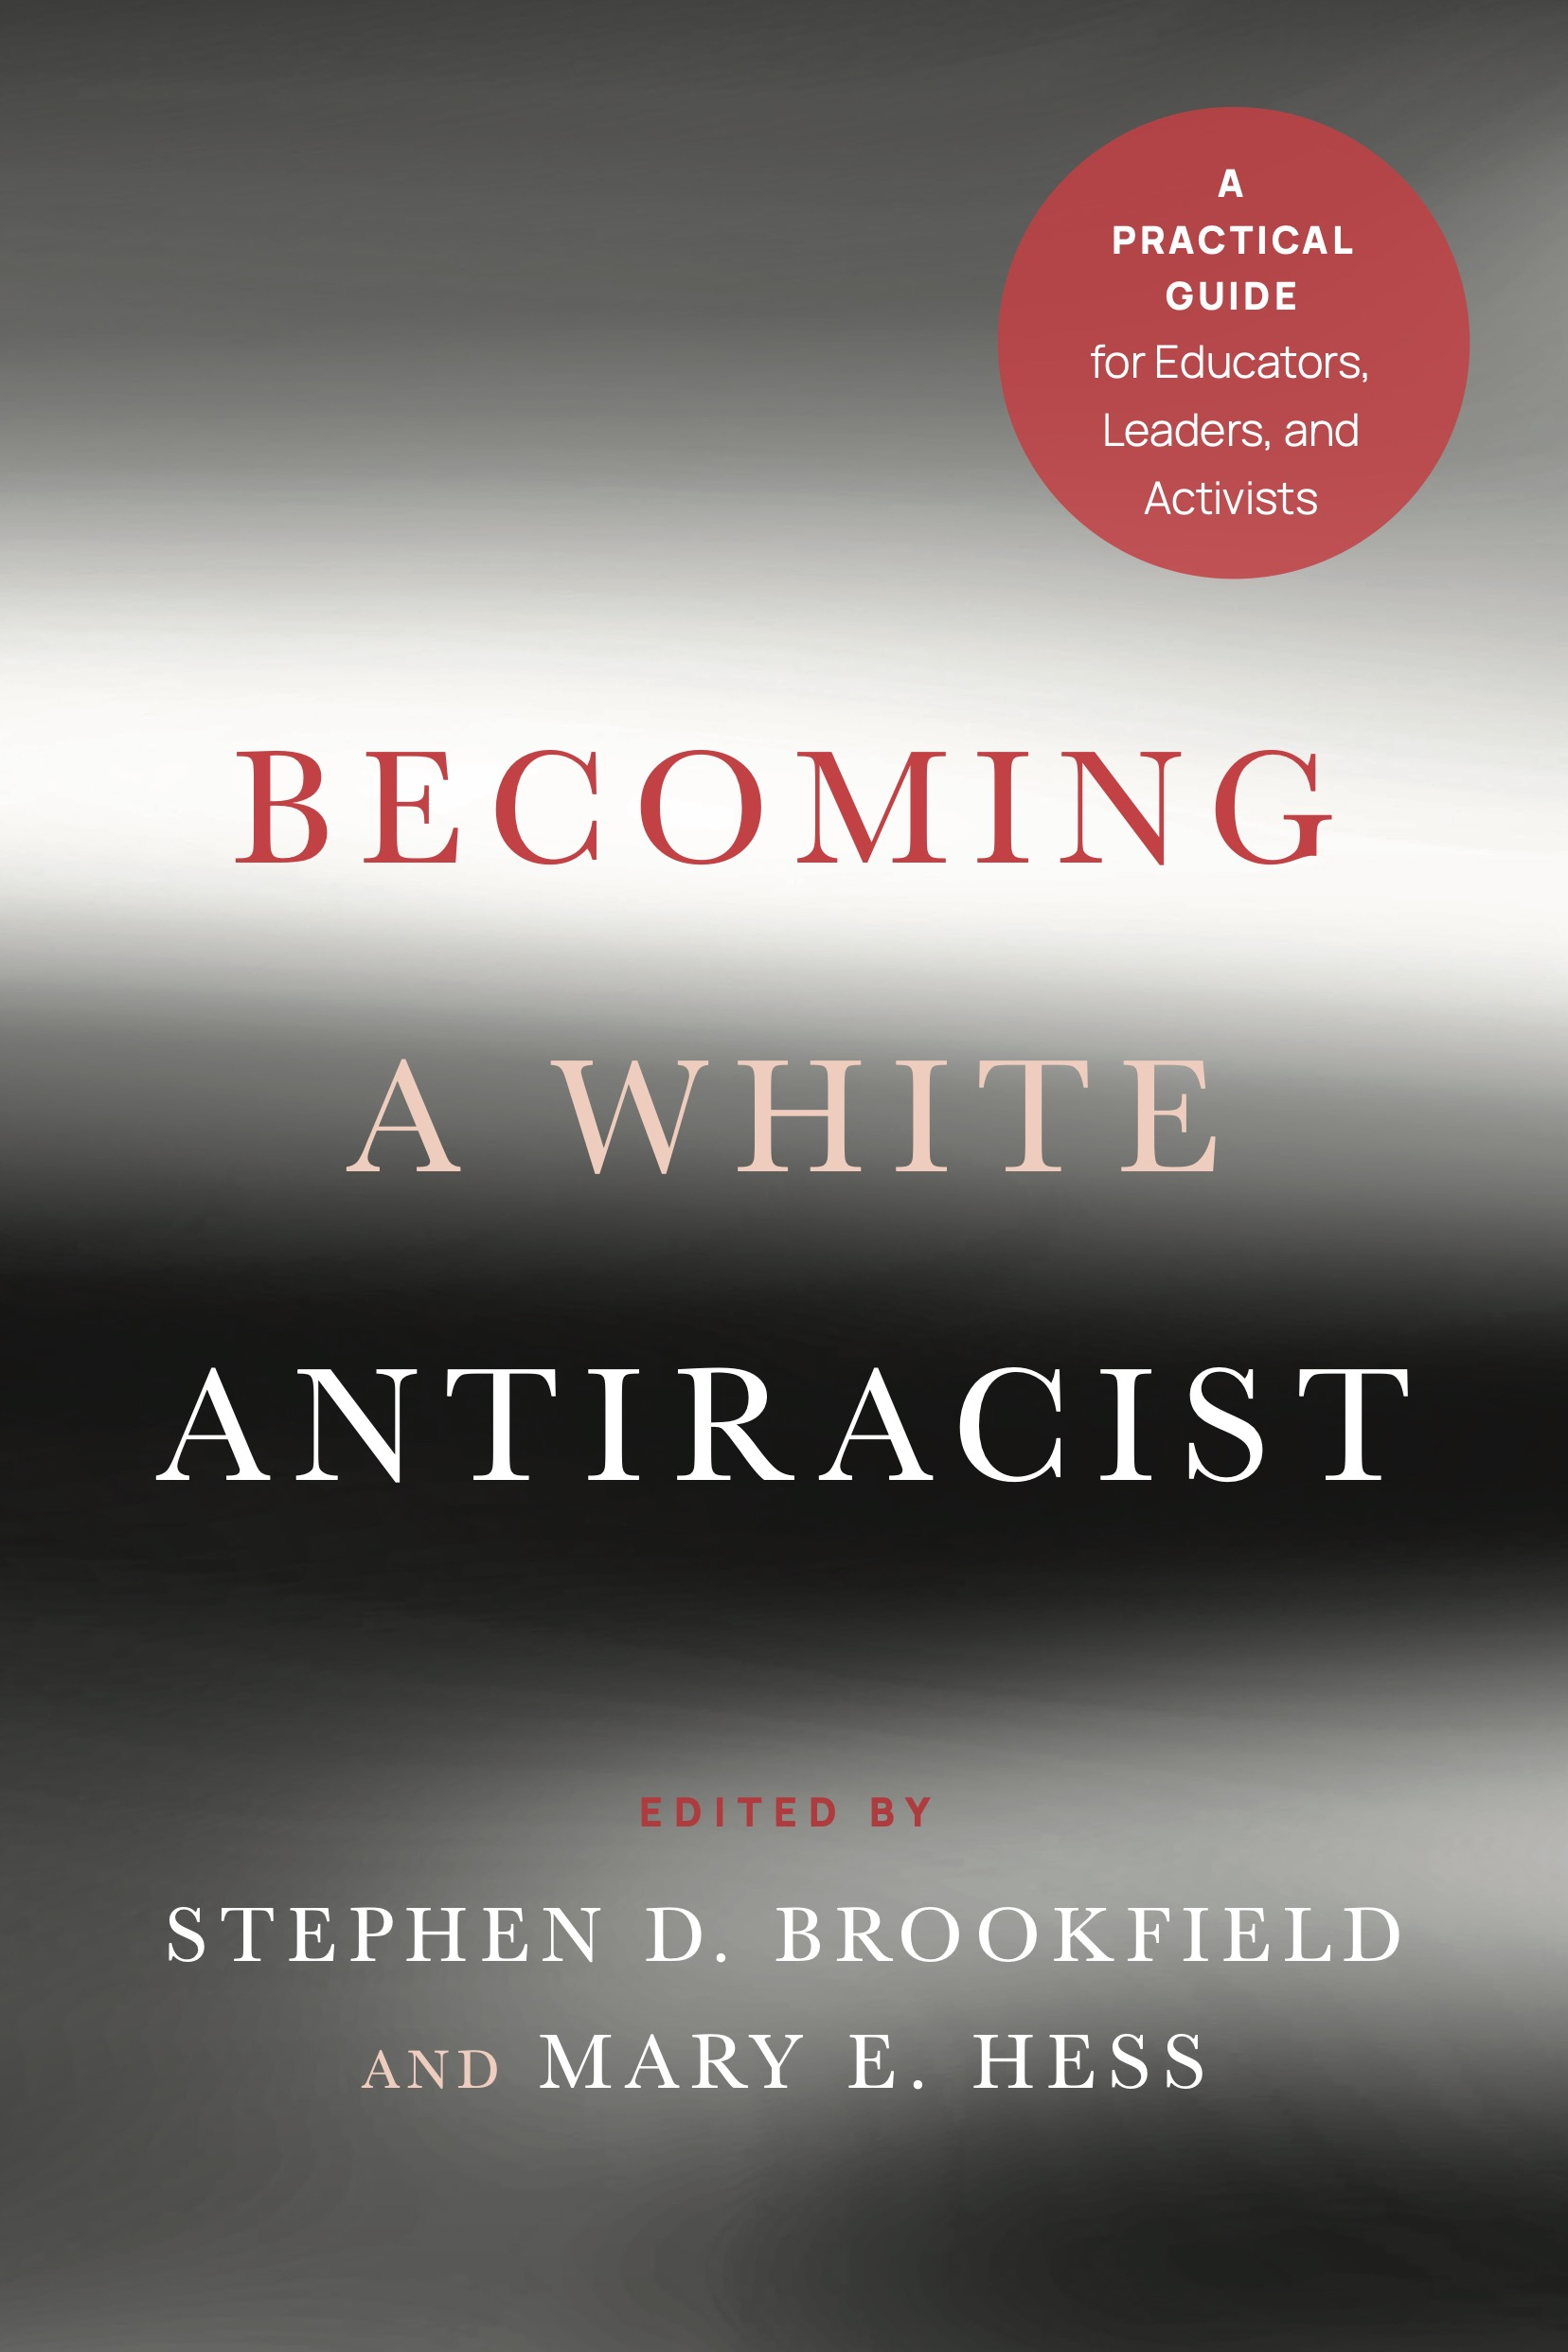 A
PRACTICAL
GUIDE
for Educators,
Leaders, and
Activists
BECOMING
A WHITE
ANTIRACIST
EDITED BY
STEPHEN D. BROOKFIELD
AND MARY E. HESS